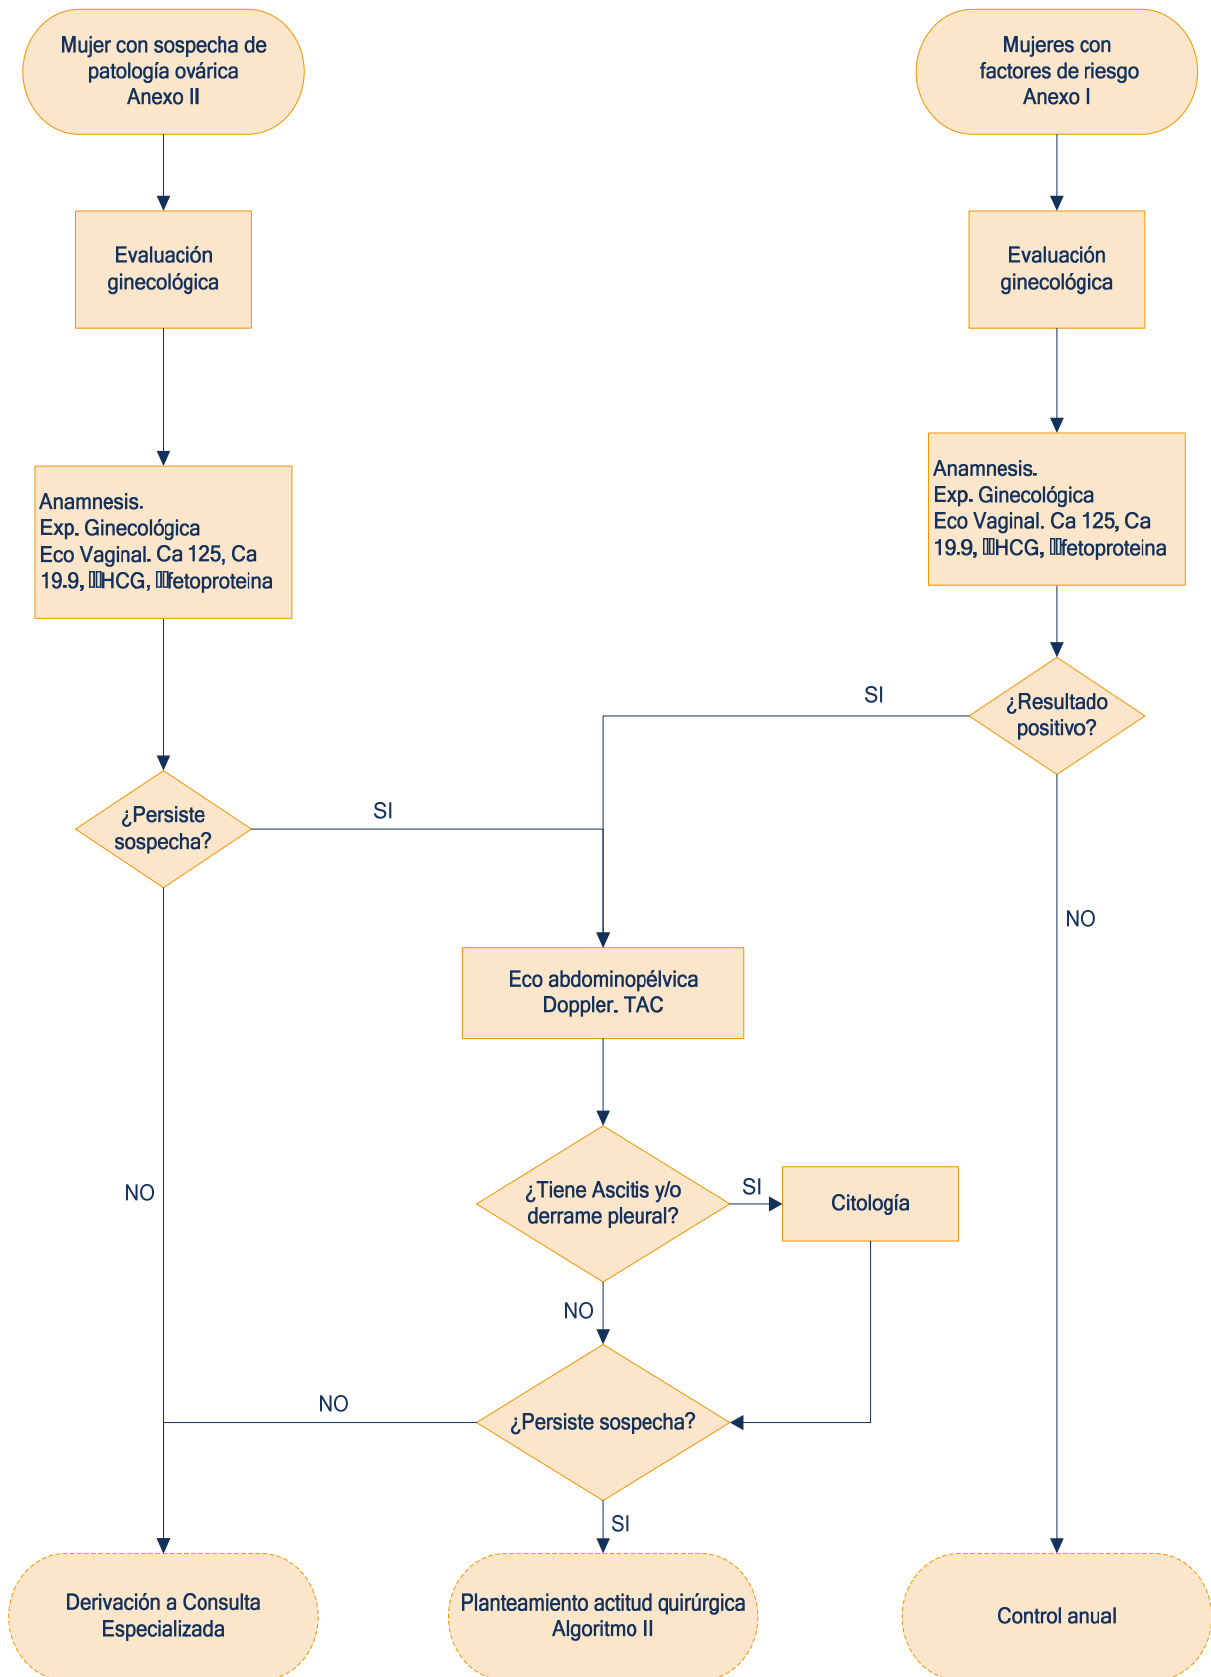 Mujer con sospecha de
patología ovárica
Anexo II
Mujeres con
factores de riesgo
Anexo I
Evaluación
ginecológica
Evaluación
ginecológica
Anamnesis.
Exp. Ginecológica
Eco Vaginal. Ca 125, Ca
19.9, HCG, fetoproteina
Anamnesis.
Exp. Ginecológica
Eco Vaginal. Ca 125, Ca
19.9, HCG, fetoproteina
¿Resultado
positivo?
SI
¿Persiste
sospecha?
SI
NO
Eco abdominopélvica
Doppler. TAC
¿Tiene Ascitis y/o
derrame pleural?
SI
Citología
NO
NO
¿Persiste sospecha?
NO
SI
Derivación a Consulta
Especializada
Planteamiento actitud quirúrgica
Algoritmo II
Control anual